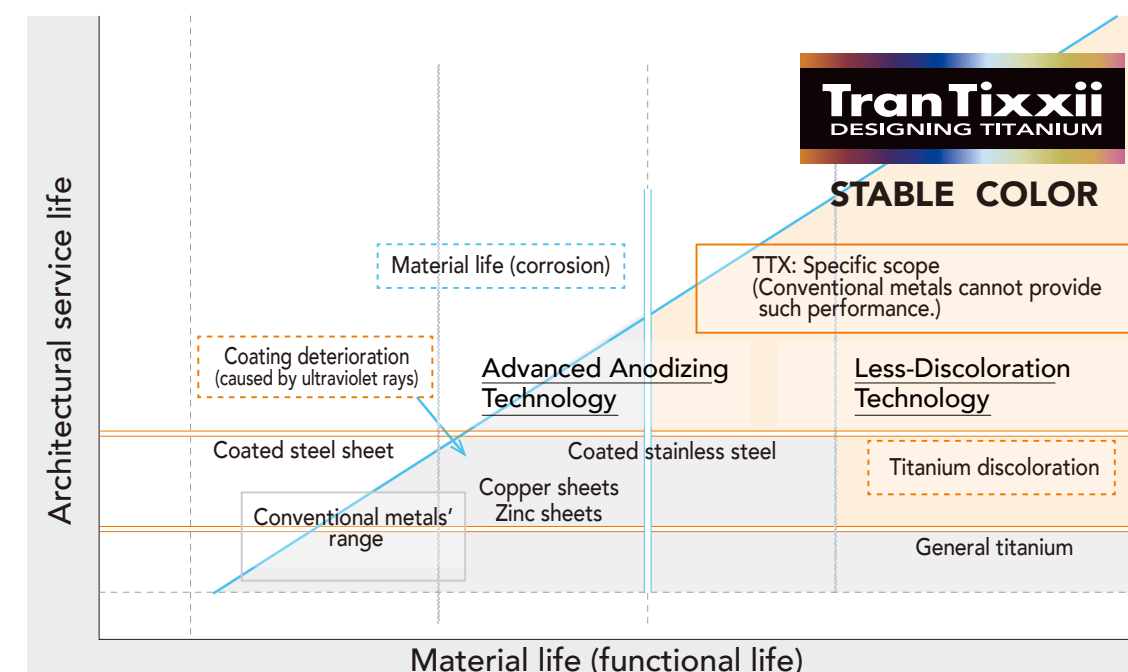 TranTixxii
DESIGNING TITANIUM
STABLE COLOR
Architectural service life
Material life (corrosion)
TTX: Specific scope
(Conventional metals cannot provide
such performance.)
Coating deterioration
(caused by ultraviolet rays)
Advanced Anodizing
Technology
Less-Discoloration
Technology
Coated steel sheet
Coated stainless steel
Titanium discoloration
Copper sheets
Zinc sheets
Conventional metals'
range
General titanium
Material life (functional life)